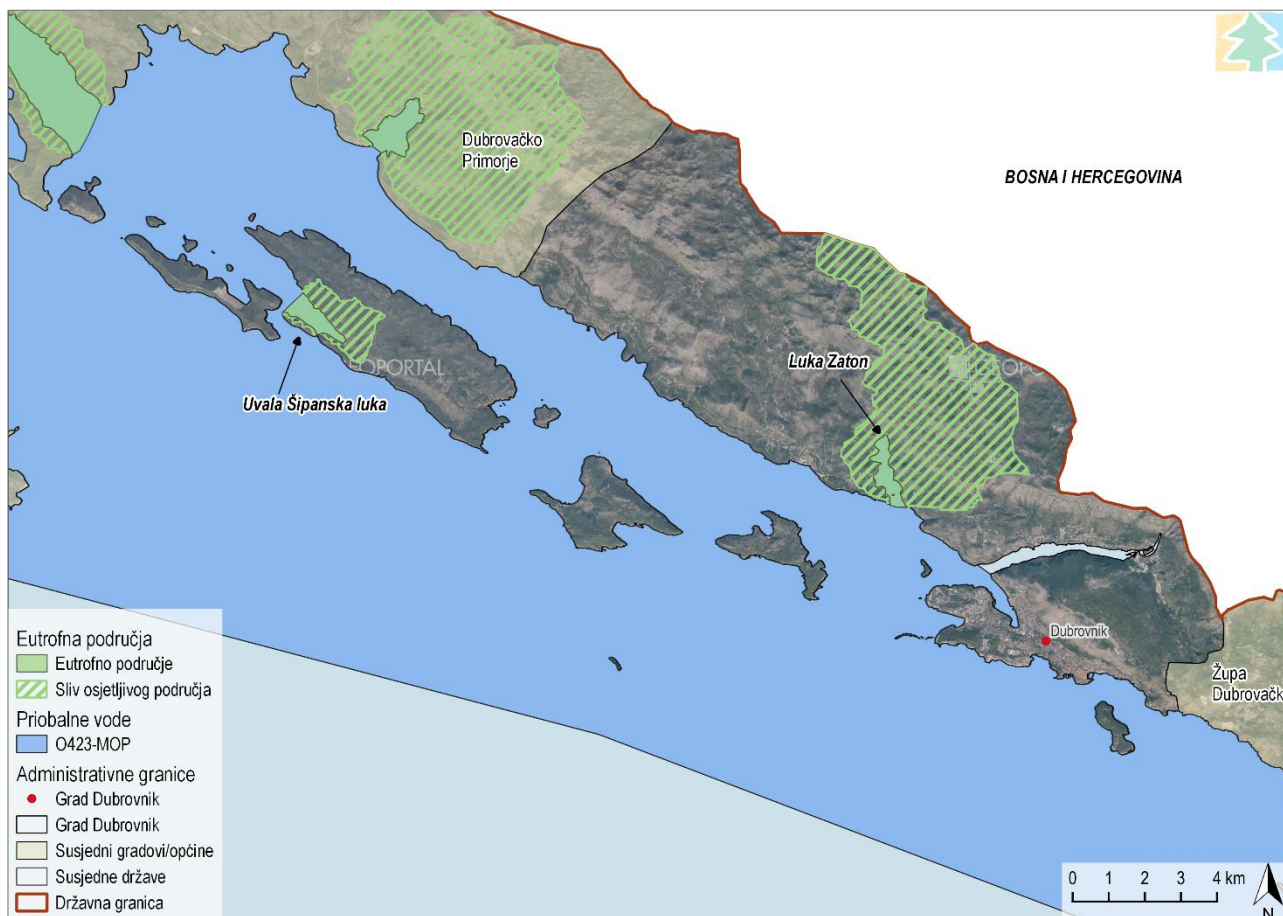 Dubrovačko
Primorje
BOSNA I HERCEGOVINA
Luka Zaton
Uvala Šipanska luka
Dubrovnik
Župa
Dubrovačk
Eutrofna područja
Eutrofno područje
Sliv osjetljivog područja
Priobalne vode
O423-MOP
Administrativne granice
Grad Dubrovnik
Grad Dubrovnik
Susjedni gradovi/općine
Susjedne države
Državna granica
0 1 2 3 4 km
N